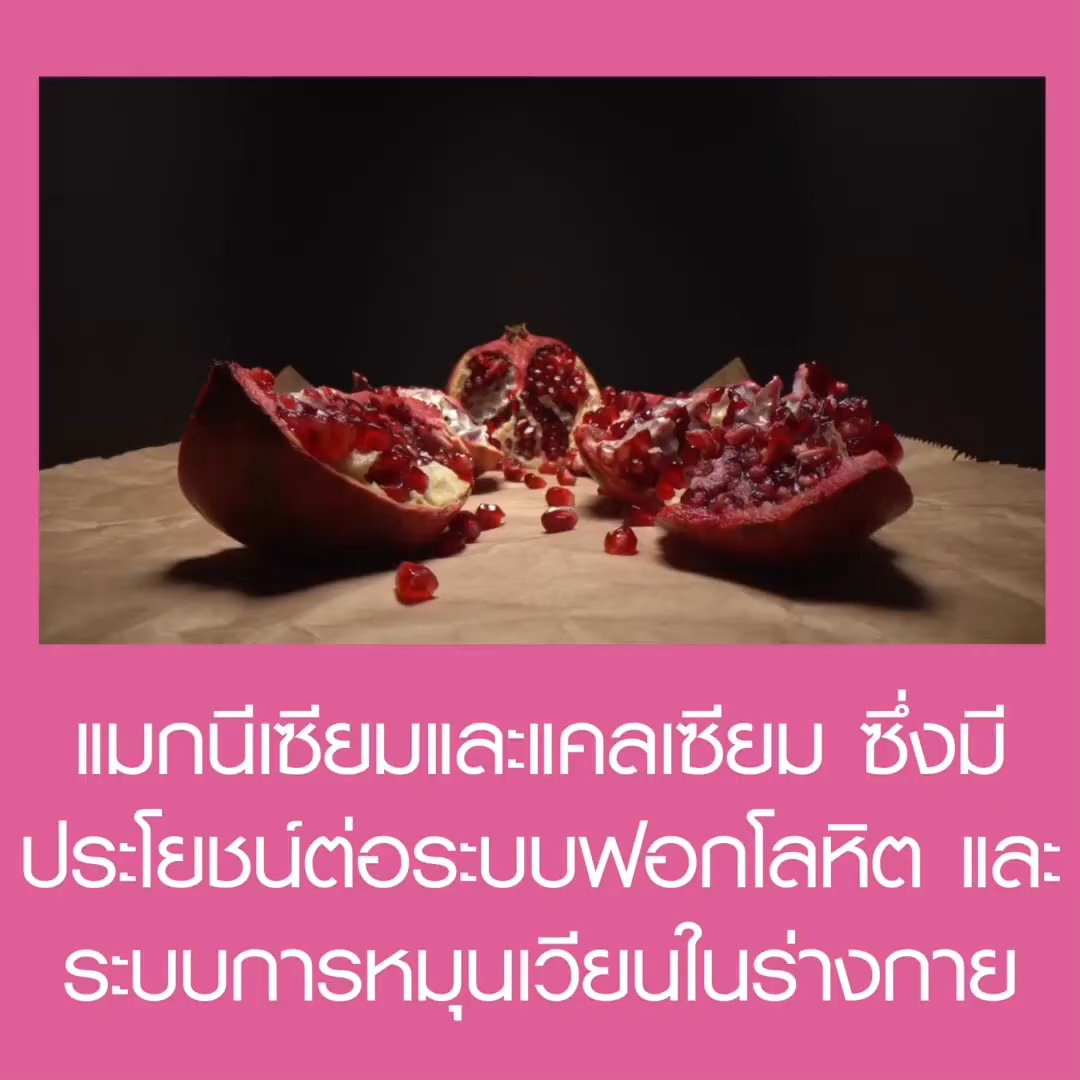 แมกนีเซียมและแคลเซียม ซึ่งมี
ประโยชน์ต่อระบบฟอกโลหิต และ
ระบบการหมุนเวียนในร่างกาย